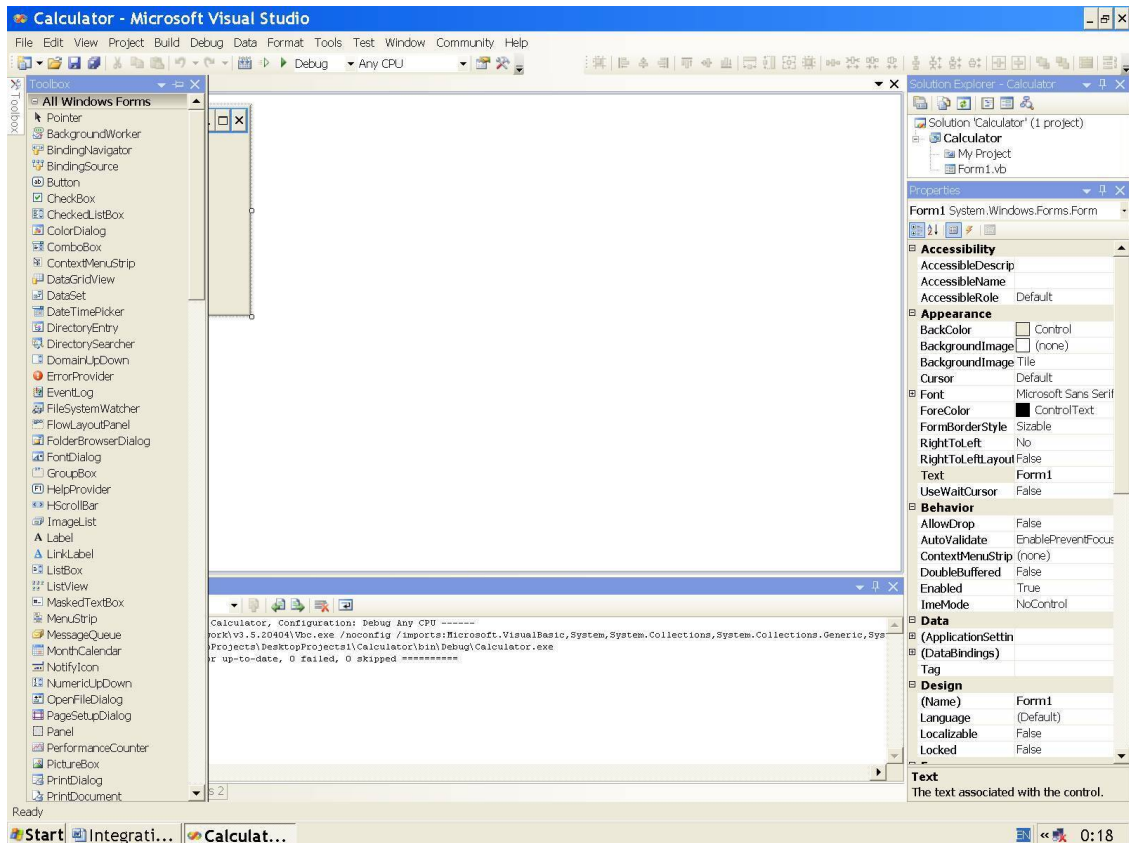 Calculator - Microsoft Visual Studio
File Edit View Project Build Debug Data Format Tools Test Window Community Help
Debug Any CPU
Toolbox
Toolbox
All Windows Forms
Pointer
BackgroundWorker
BindingNavigator
BindingSource
Button
CheckBox
CheckedListBox
ColorDialog
ComboBox
ContextMenuStrip
DataGridView
DataSet
DateTimePicker
DirectoryEntry
DirectorySearcher
DomainUpDown
ErrorProvider
EventLog
FileSystemWatcher
FlowLayoutPanel
FolderBrowserDialog
FontDialog
GroupBox
HelpProvider
HScrollBar
ImageList
Label
LinkLabel
ListBox
ListView
MaskedTextBox
MenuStrip
MessageQueue
MonthCalendar
NotifyIcon
NumericUpDown
OpenFileDialog
PageSetupDialog
Panel
PerformanceCounter
PictureBox
PrintDialog
PrintDocument
Calculator, Configuration: Debug Any CPU ------
ork\v3.5.20404\Vbc.exe /noconfig /imports:Microsoft.VisualBasic,System,System.Collections,System.Collections.Generic,Sys
Projects\DesktopProjects1\Calculator\bin\Debug\Calculator.exe
or up-to-date, 0 failed, 0 skipped ==========
s 2
Solution Explorer - Calculator
Solution 'Calculator' (1 project)
Calculator
My Project
Form1.vb
Properties
Form1 System.Windows.Forms.Form
Accessibility
AccessibleDescrip
AccessibleName
AccessibleRole Default
Appearance
BackColor Control
BackgroundImage (none)
BackgroundImage Tile
Cursor Default
Font Microsoft Sans Serif
ForeColor ControlText
FormBorderStyle Sizable
RightToLeft No
RightToLeftLayout False
Text Form1
UseWaitCursor False
Behavior
AllowDrop False
AutoValidate EnablePreventFocus
ContextMenuStrip (none)
DoubleBuffered False
Enabled True
ImeMode NoControl
Data
(ApplicationSettin
(DataBindings)
Tag
Design
(Name) Form1
Language (Default)
Localizable False
Locked False
Text
The text associated with the control.
Ready
Start Integrati... Calculat... EN 0:18